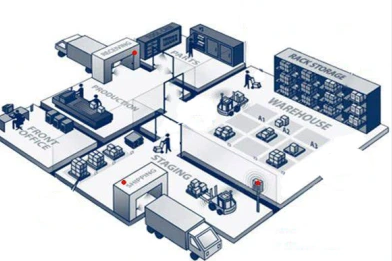 RECEIVING
PARTS
RACK STORAGE
PRODUCTION
WAREHOUSE
FRONT
OFFICE
STAGING
SHIPPING